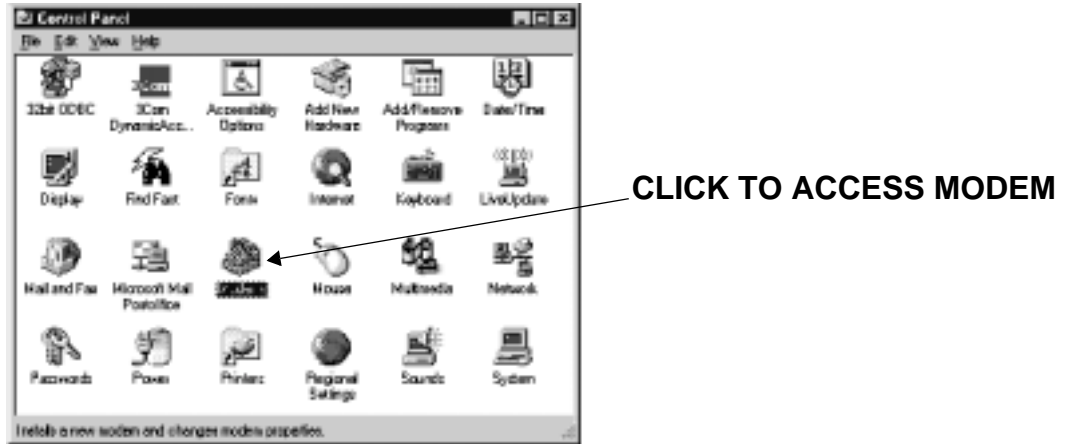 Control Panel
File Edit View Help
32bit ODBC
3Com DynamicAcc...
Accessibility Options
Add New Hardware
Add/Remove Programs
Date/Time
Display
Find Fast
Fonts
Internet
Keyboard
LiveUpdate
CLICK TO ACCESS MODEM
Mail and Fax
Microsoft Mail Postoffice
Modems
Mouse
Multimedia
Network
Passwords
Power
Printers
Regional Settings
Sounds
System
Installs a new modem and changes modem properties.